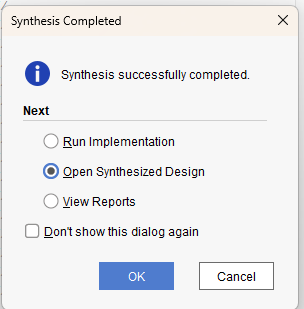 Synthesis Completed
Synthesis successfully completed.
Next
Run Implementation
Open Synthesized Design
View Reports
Don't show this dialog again
OK
Cancel